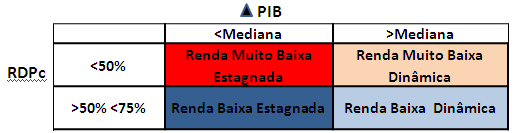 ▲ PIB
<Mediana >Mediana
RDPc
<50% Renda Muito Baixa Renda Muito Baixa
Estagnada Dinâmica
>50% <75% Renda Baixa Estagnada Renda Baixa Dinâmica